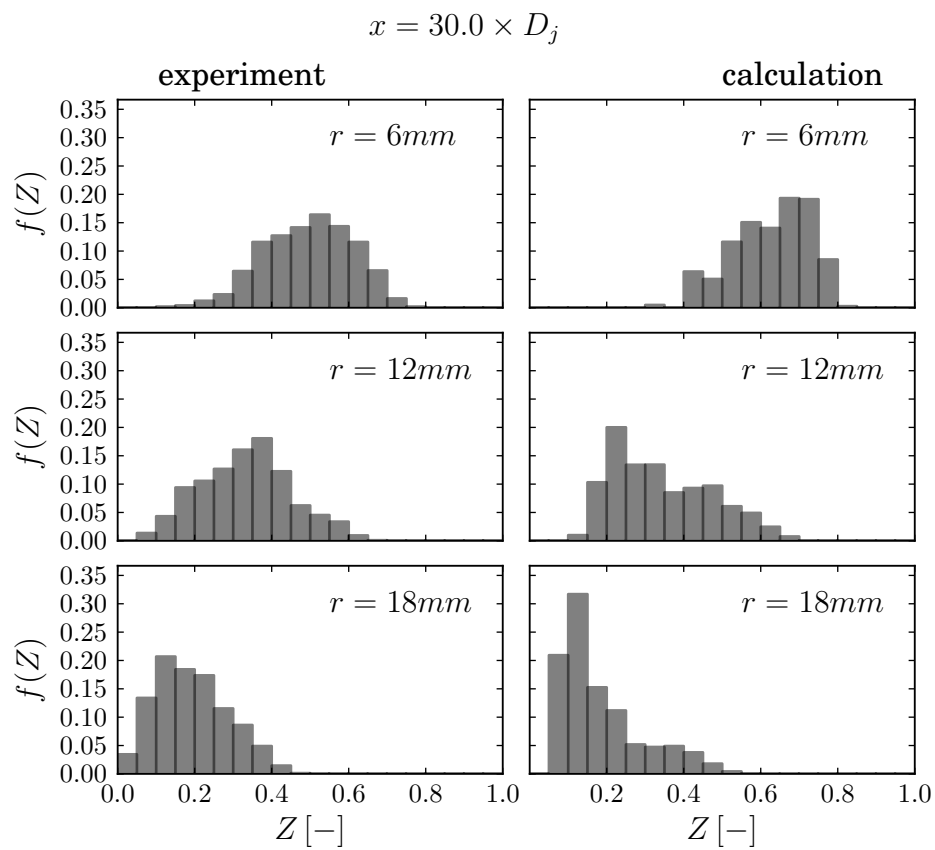 x = 30.0 × D_j
experiment calculation
0.35
0.30
0.25
0.20
0.15
0.10
0.05
0.00
f(Z)
r = 6mm
r = 6mm
0.35
0.30
0.25
0.20
0.15
0.10
0.05
0.00
f(Z)
r = 12mm
r = 12mm
0.35
0.30
0.25
0.20
0.15
0.10
0.05
0.00
f(Z)
r = 18mm
r = 18mm
0.0 0.2 0.4 0.6 0.8 1.0 0.2 0.4 0.6 0.8 1.0
Z [−] Z [−]